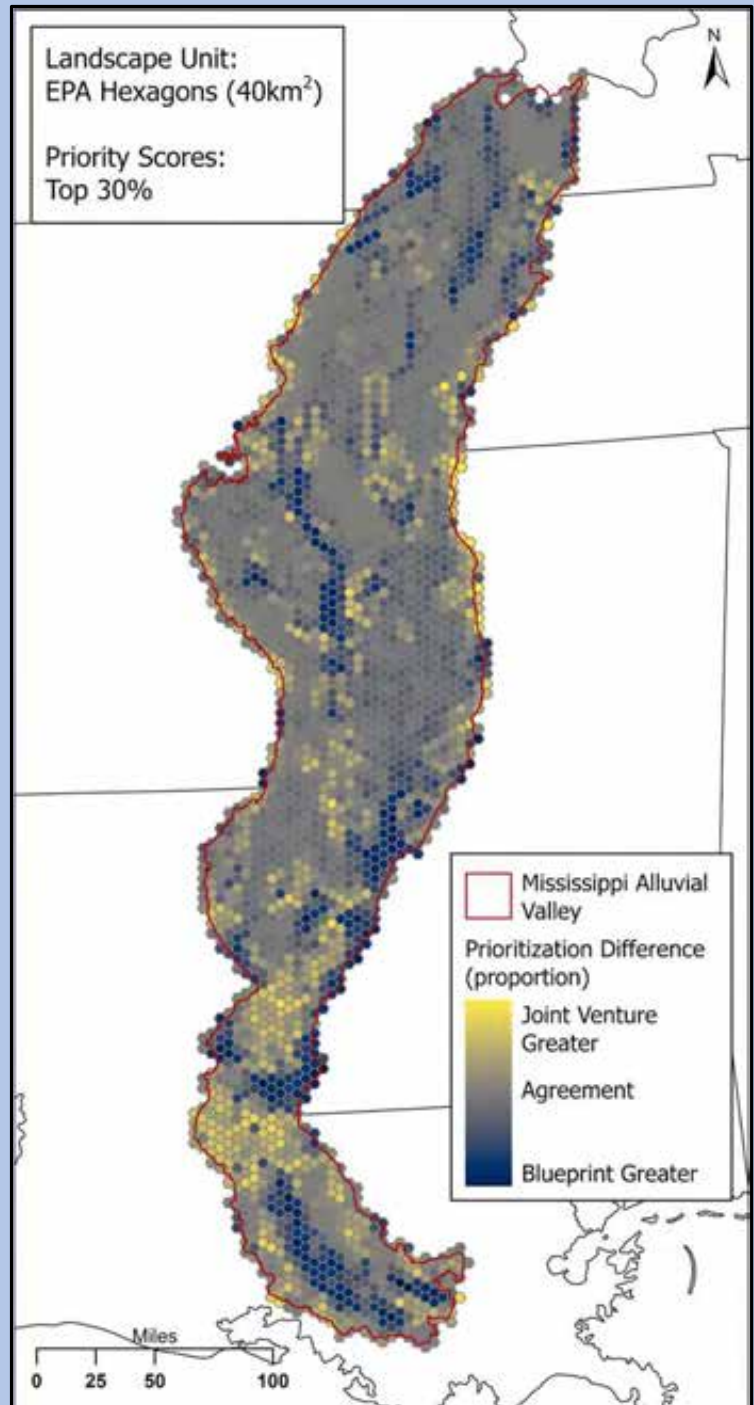 Landscape Unit:
EPA Hexagons (40km²)
Priority Scores:
Top 30%
N
Mississippi Alluvial
Valley
Prioritization Difference
(proportion)
Joint Venture
Greater
Agreement
Blueprint Greater
Miles
0 25 50 100